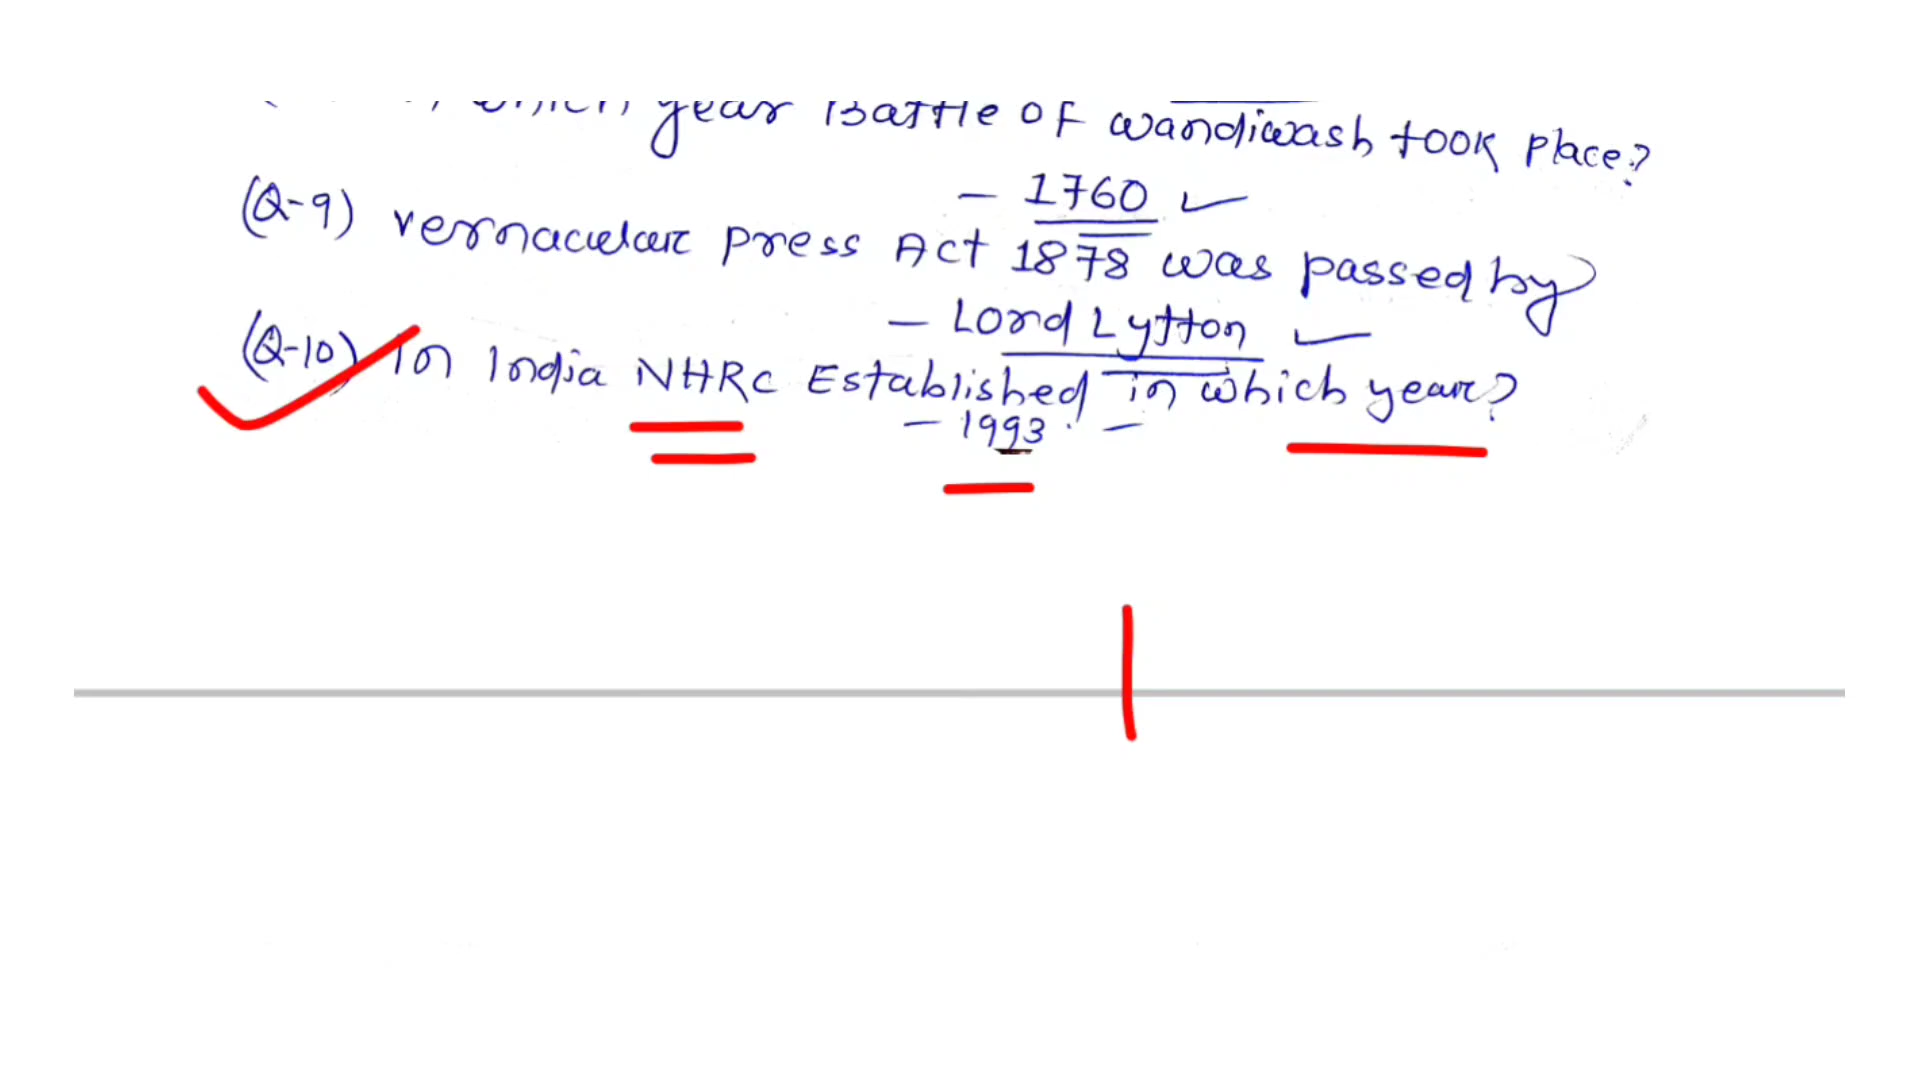 which year Battle of wandiwash took place?
– 1760
(Q-9) vernacular press Act 1878 was passed by
– Lord Lytton
(Q-10) In India NHRC Established in which year?
– 1993